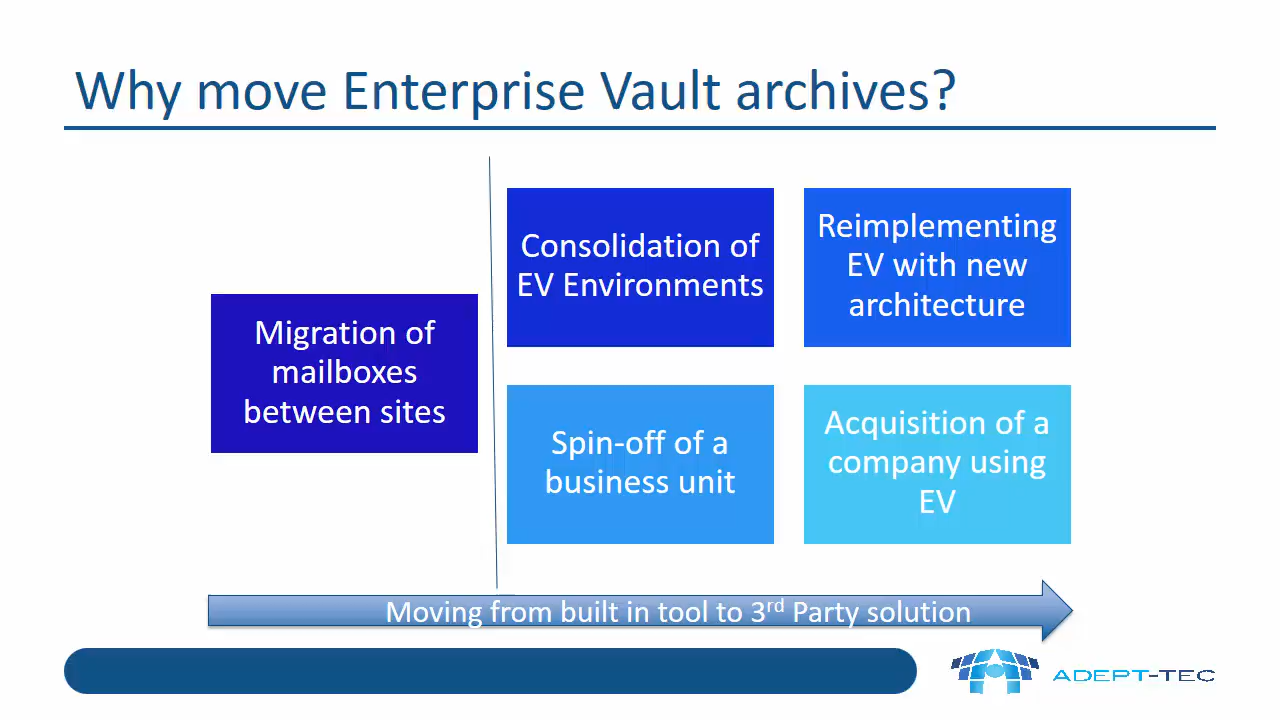 Why move Enterprise Vault archives?
Migration of
mailboxes
between sites
Consolidation of
EV Environments
Reimplementing
EV with new
architecture
Spin-off of a
business unit
Acquisition of a
company using
EV
Moving from built in tool to 3rd Party solution
ADEPT-TEC